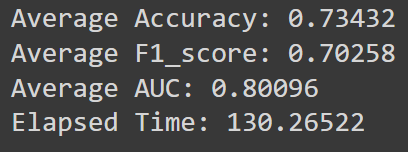 Average Accuracy: 0.73432
Average F1_score: 0.70258
Average AUC: 0.80096
Elapsed Time: 130.26522